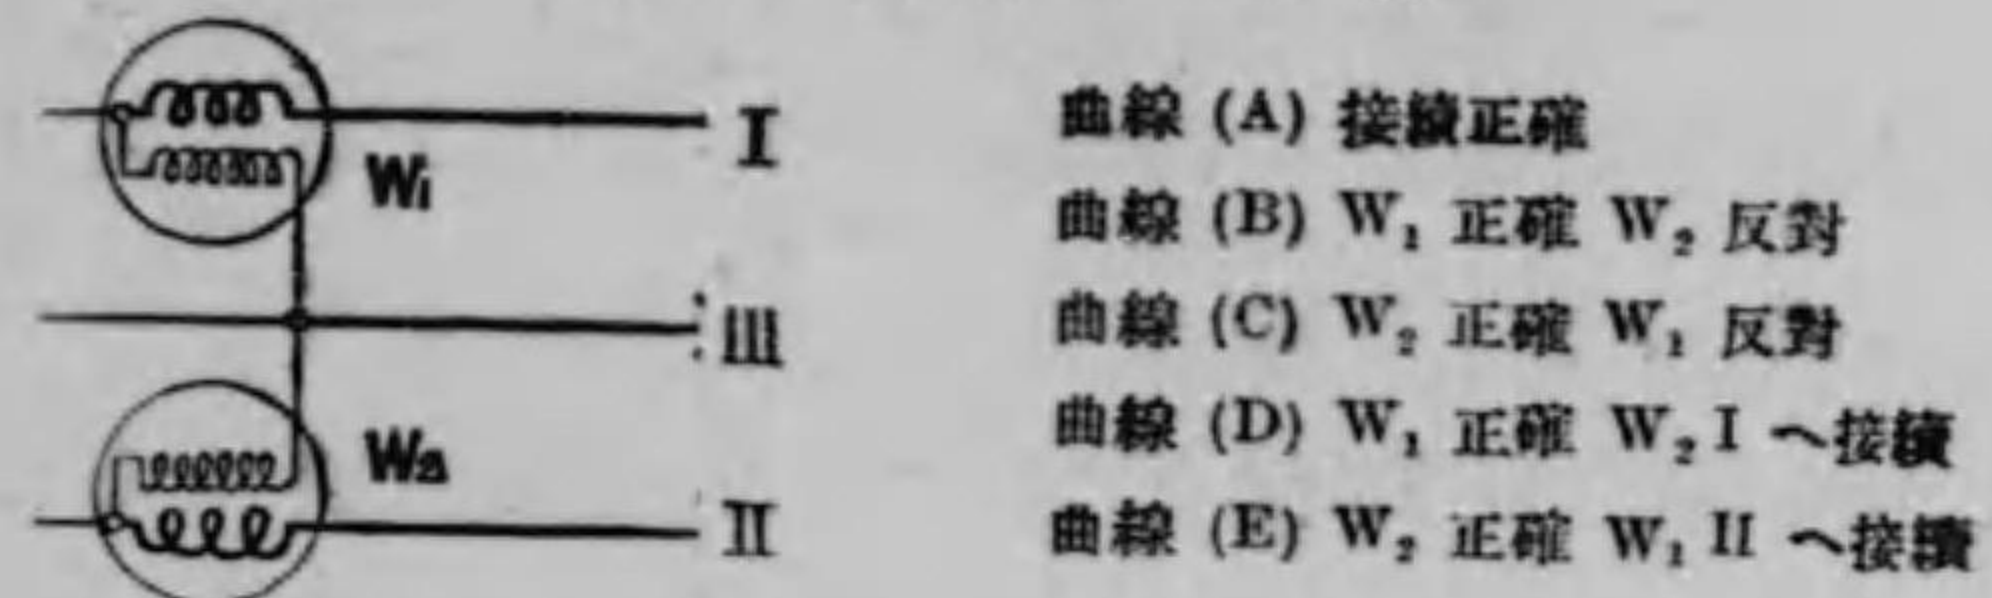 I
W₁
III
W₂
II
曲線 (A) 接續正確
曲線 (B) W₁ 正確 W₂ 反對
曲線 (C) W₂ 正確 W₁ 反對
曲線 (D) W₁ 正確 W₂ I へ接續
曲線 (E) W₂ 正確 W₁ II へ接續